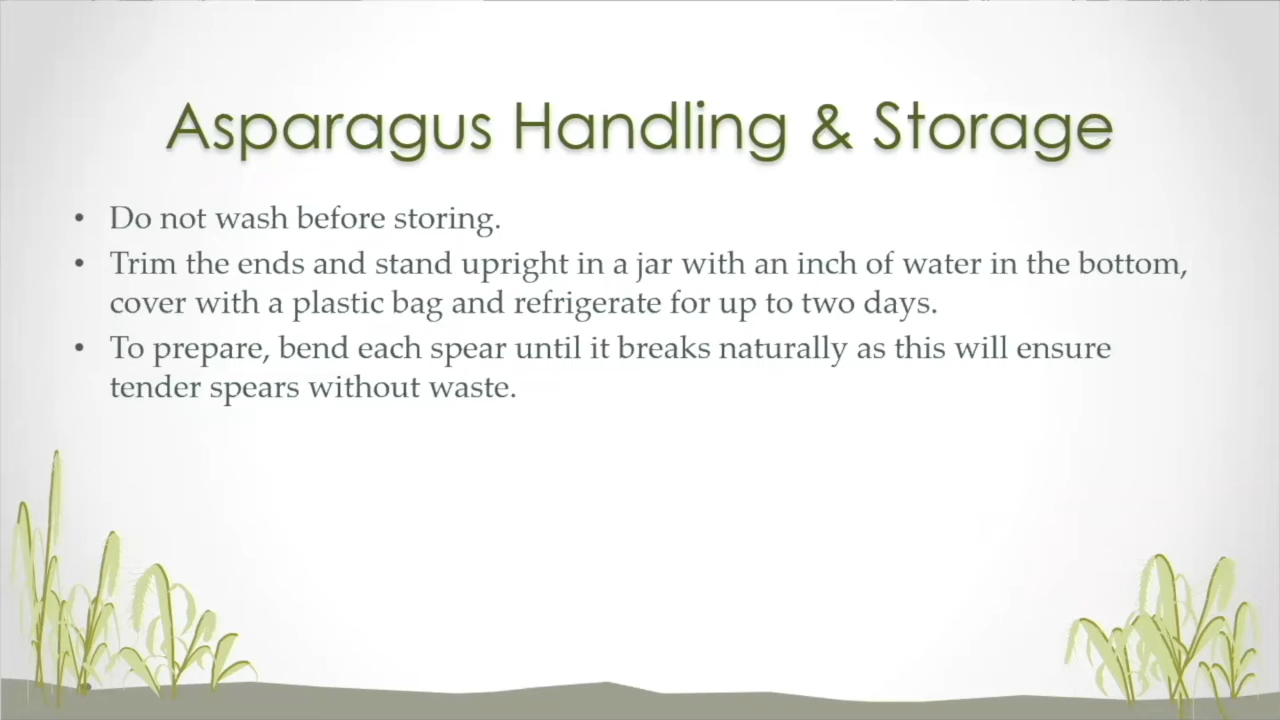 Asparagus Handling & Storage
• Do not wash before storing.
• Trim the ends and stand upright in a jar with an inch of water in the bottom,
cover with a plastic bag and refrigerate for up to two days.
• To prepare, bend each spear until it breaks naturally as this will ensure
tender spears without waste.